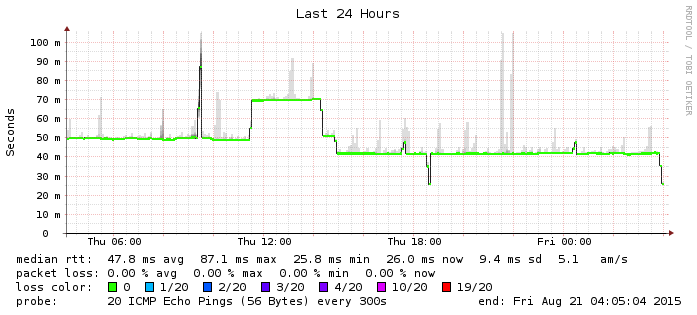 Last 24 Hours
RRDTOOL / TOBI OETIKER
Seconds
100 m
90 m
80 m
70 m
60 m
50 m
40 m
30 m
20 m
10 m
0
Thu 06:00 Thu 12:00 Thu 18:00 Fri 00:00
median rtt: 47.8 ms avg 87.1 ms max 25.8 ms min 26.0 ms now 9.4 ms sd 5.1 am/s
packet loss: 0.00 % avg 0.00 % max 0.00 % min 0.00 % now
loss color: 0 1/20 2/20 3/20 4/20 10/20 19/20
probe: 20 ICMP Echo Pings (56 Bytes) every 300s end: Fri Aug 21 04:05:04 2015